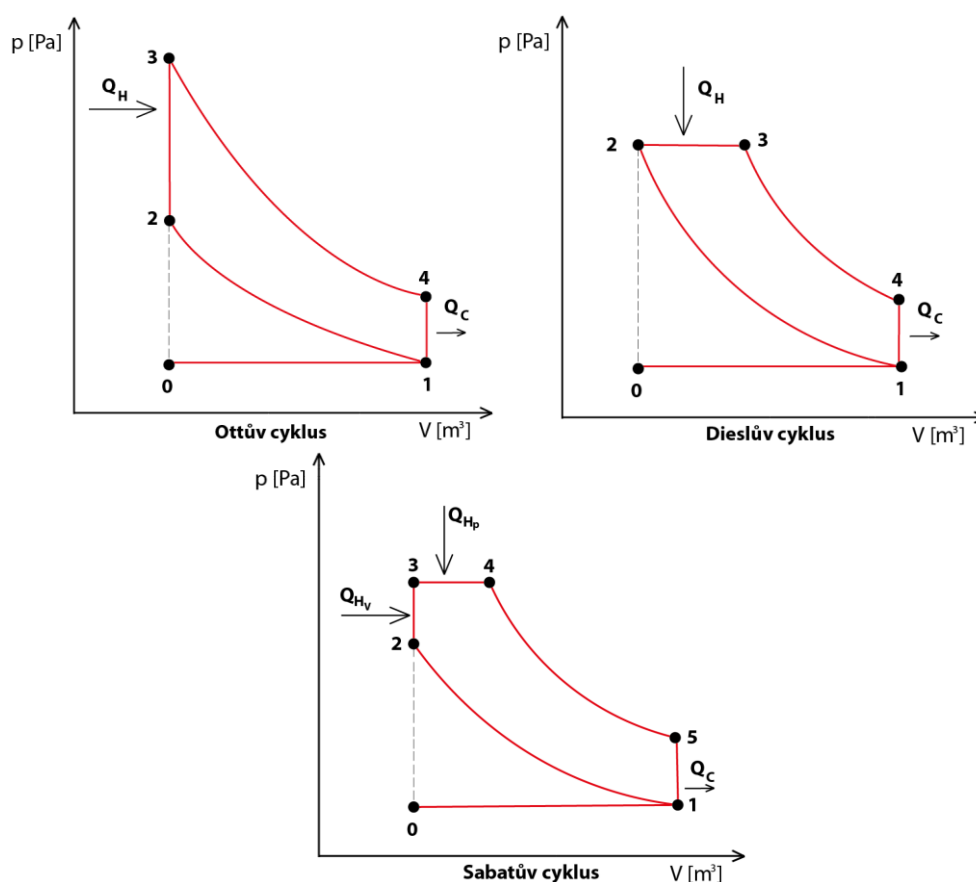 p [Pa]
3
Q_H
2
4
Q_C
0
1
Ottův cyklus
V [m³]
p [Pa]
Q_H
2
3
4
Q_C
0
1
Dieslův cyklus
V [m³]
p [Pa]
Q_Hp
3
4
Q_Hv
2
5
Q_C
1
0
Sabatův cyklus
V [m³]